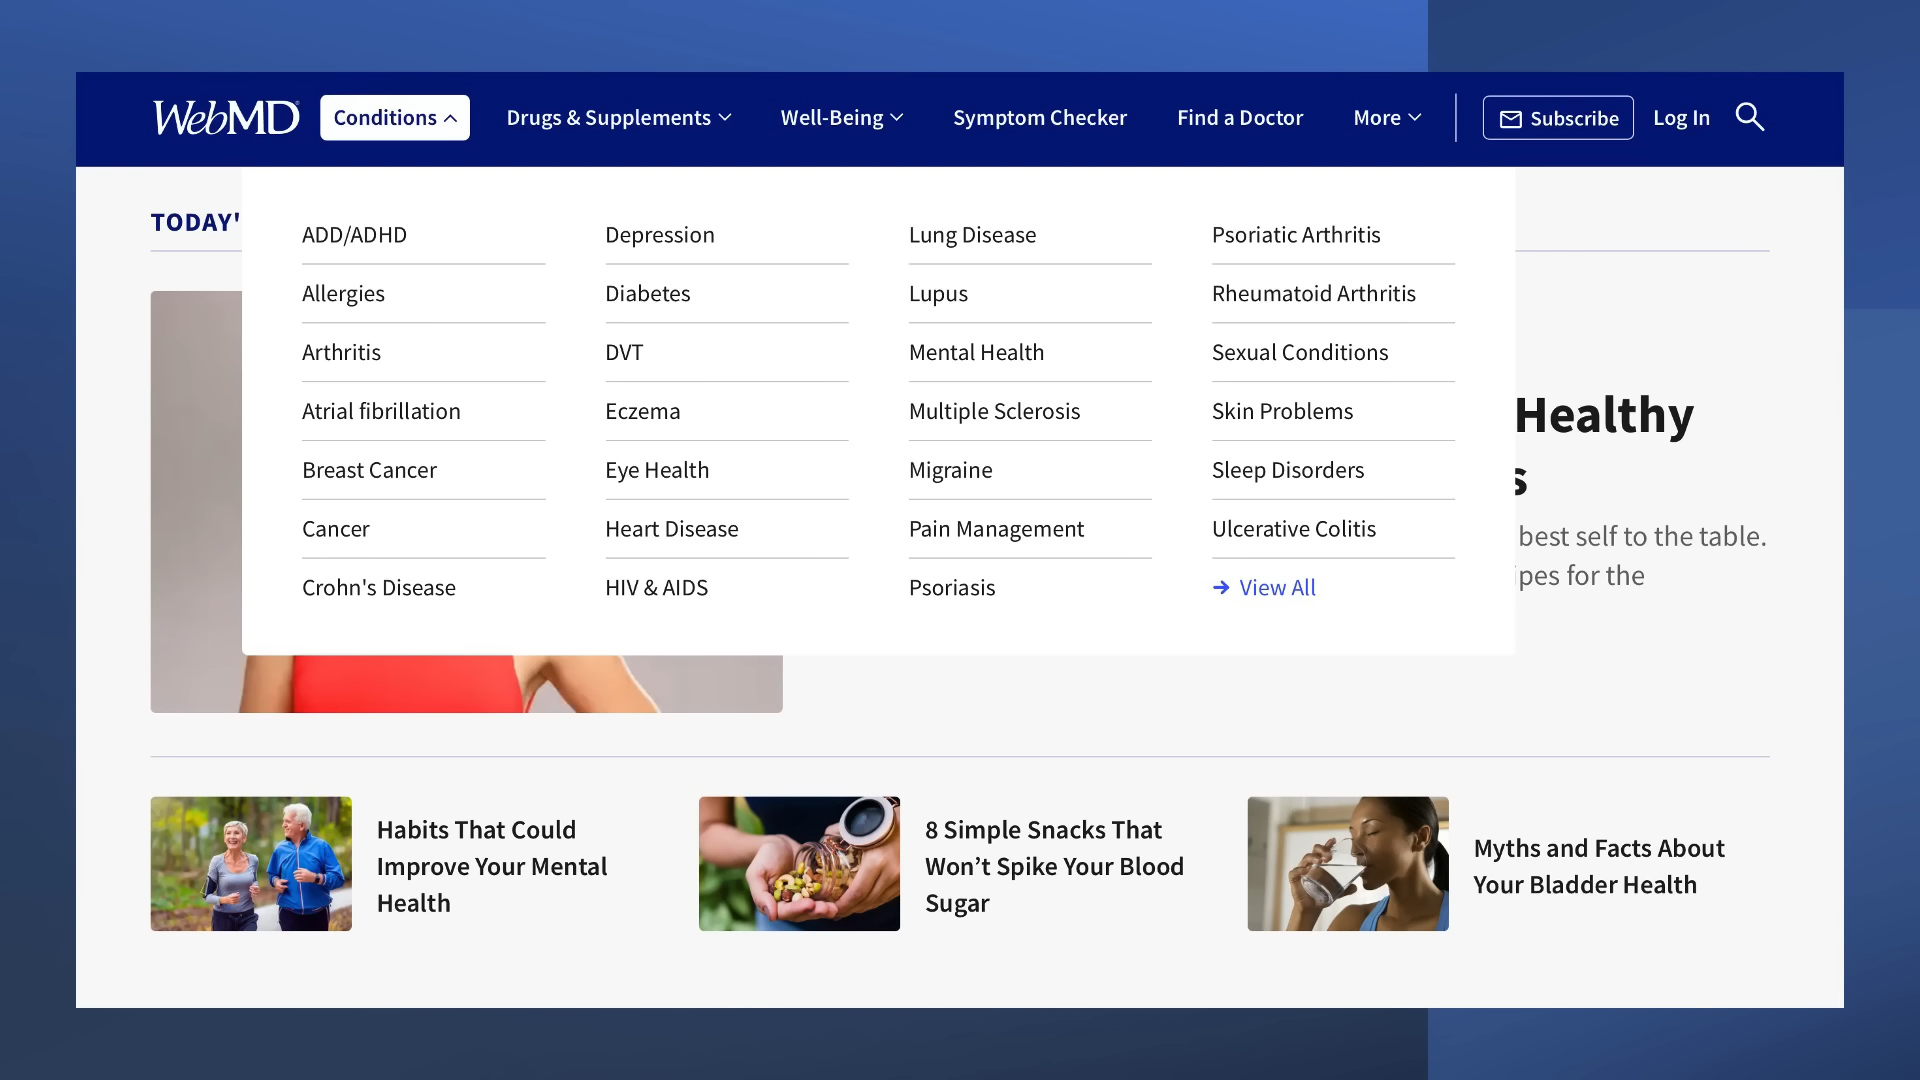 WebMD Conditions Drugs & Supplements Well-Being Symptom Checker Find a Doctor More Subscribe Log In
TODAY'
ADD/ADHD
Allergies
Arthritis
Atrial fibrillation
Breast Cancer
Cancer
Crohn's Disease
Depression
Diabetes
DVT
Eczema
Eye Health
Heart Disease
HIV & AIDS
Lung Disease
Lupus
Mental Health
Multiple Sclerosis
Migraine
Pain Management
Psoriasis
Psoriatic Arthritis
Rheumatoid Arthritis
Sexual Conditions
Skin Problems
Sleep Disorders
Ulcerative Colitis
View All
Healthy
s
best self to the table.
ipes for the
Habits That Could
Improve Your Mental
Health
8 Simple Snacks That
Won’t Spike Your Blood
Sugar
Myths and Facts About
Your Bladder Health